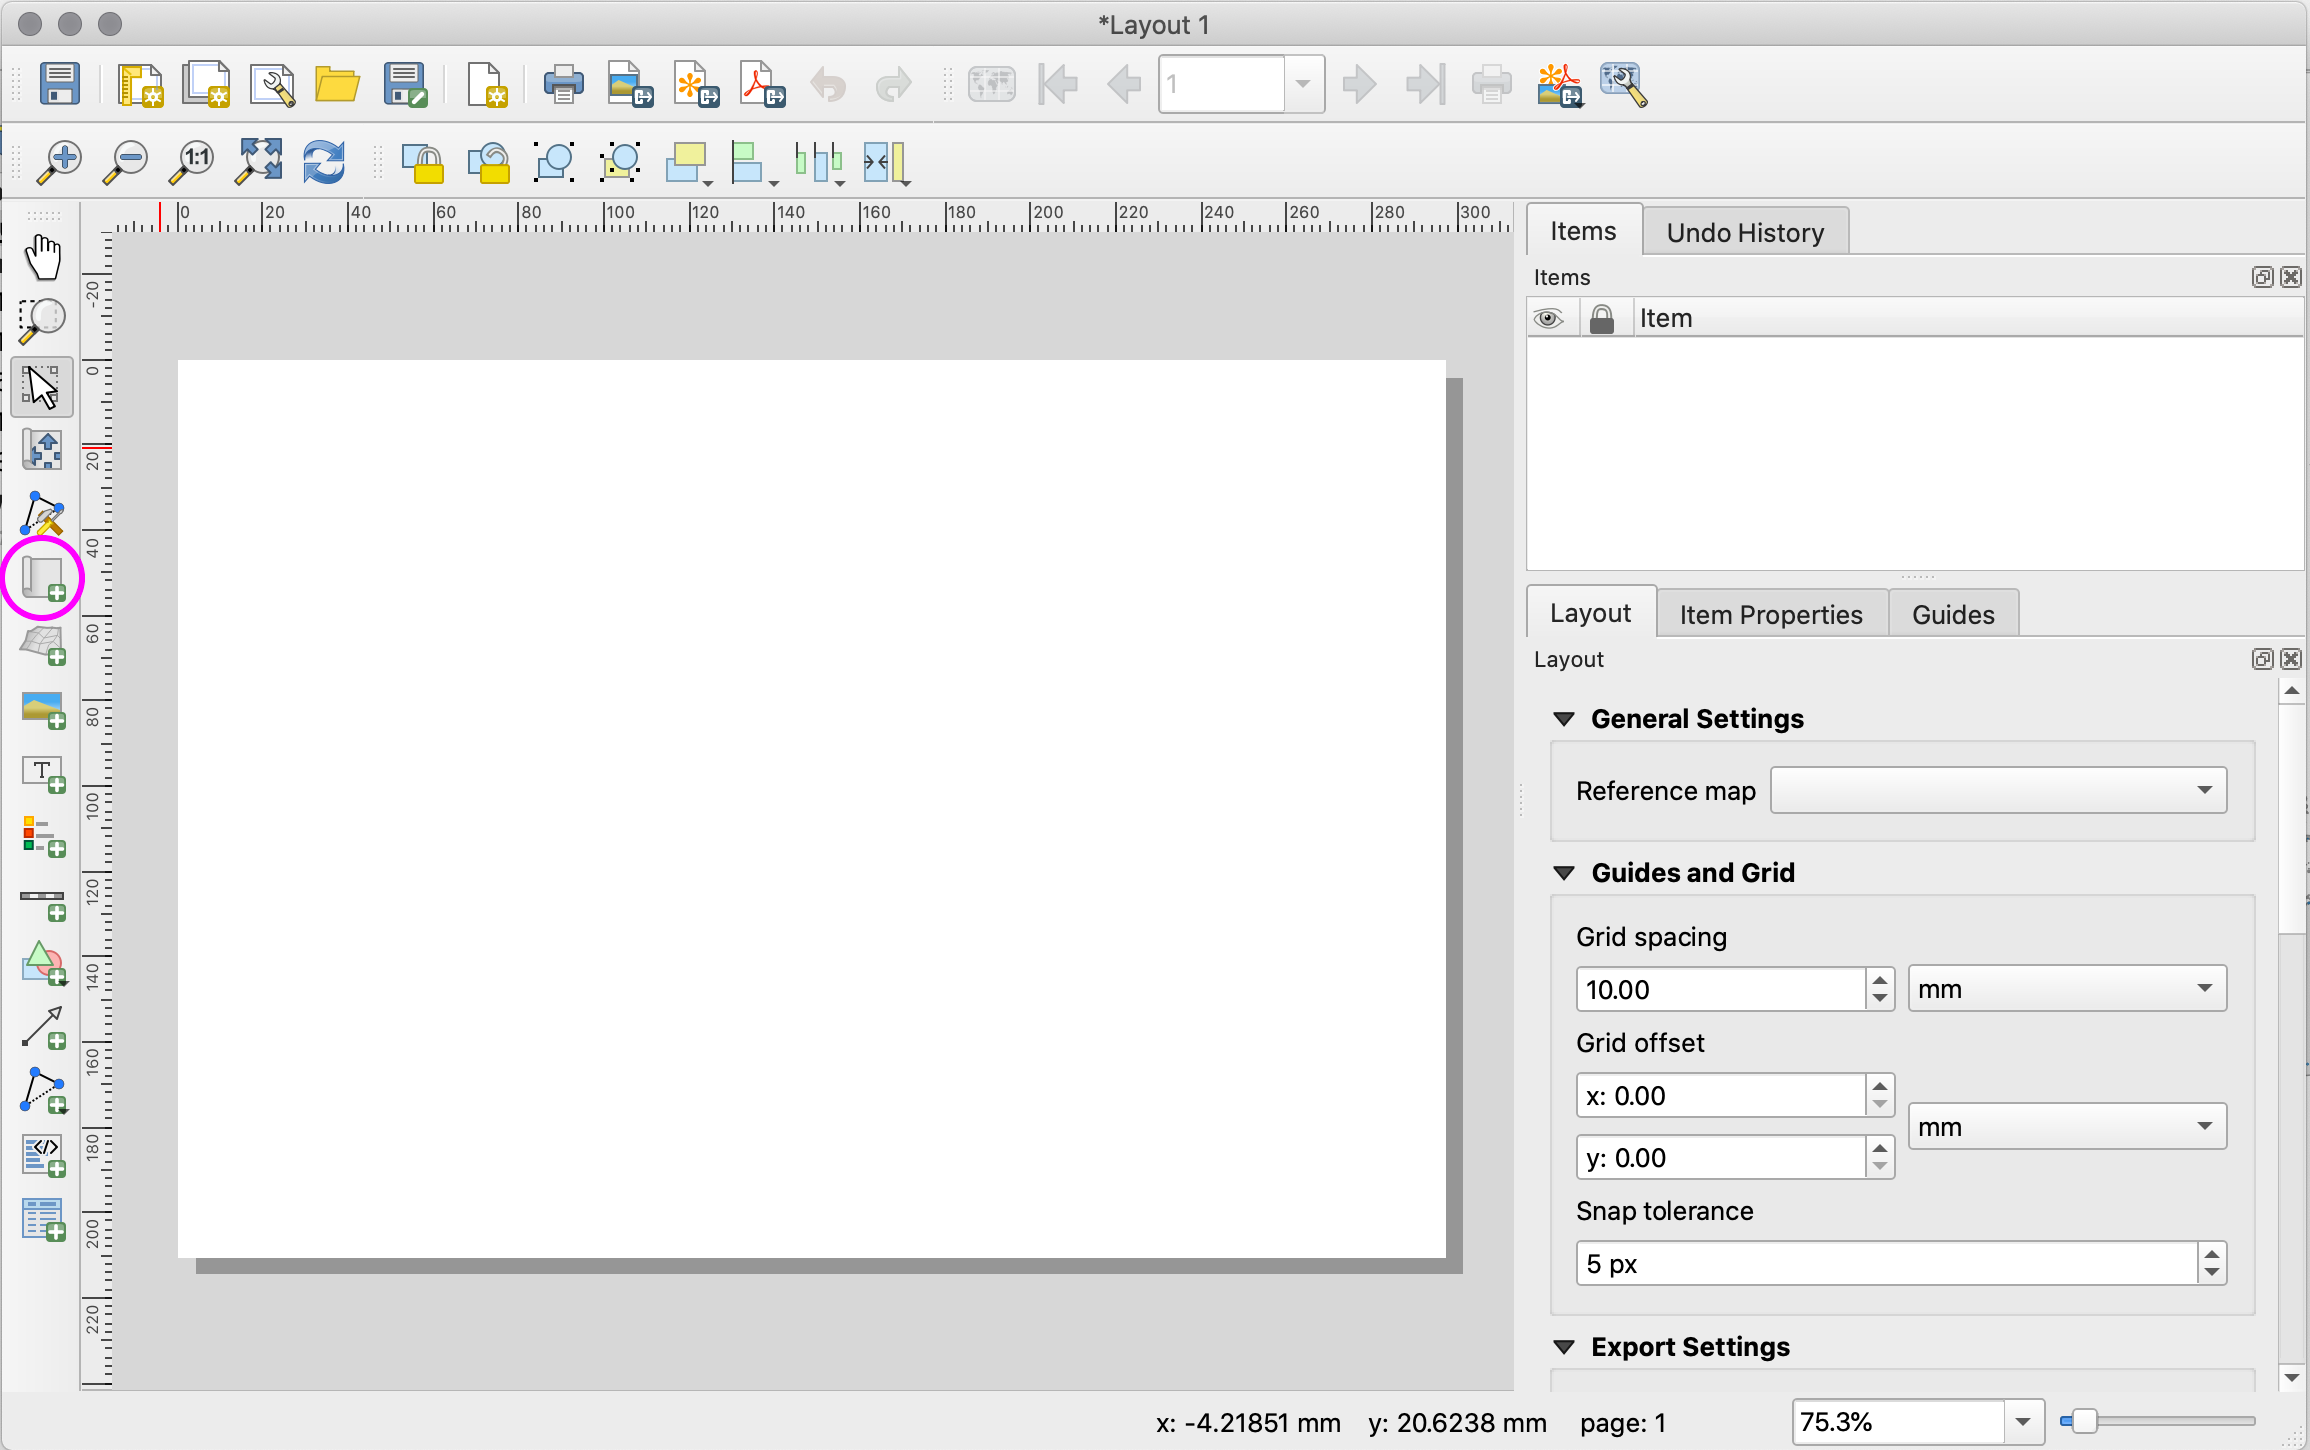 *Layout 1
1
1:1
0 20 40 60 80 100 120 140 160 180 200 220 240 260 280 300
-20
0
20
40
60
80
100
120
140
160
180
200
220
T
</>
Items
Undo History
Items
Item
Layout
Item Properties
Guides
Layout
General Settings
Reference map
Guides and Grid
Grid spacing
10.00
mm
Grid offset
x: 0.00
mm
y: 0.00
Snap tolerance
5 px
Export Settings
x: -4.21851 mm y: 20.6238 mm page: 1
75.3%